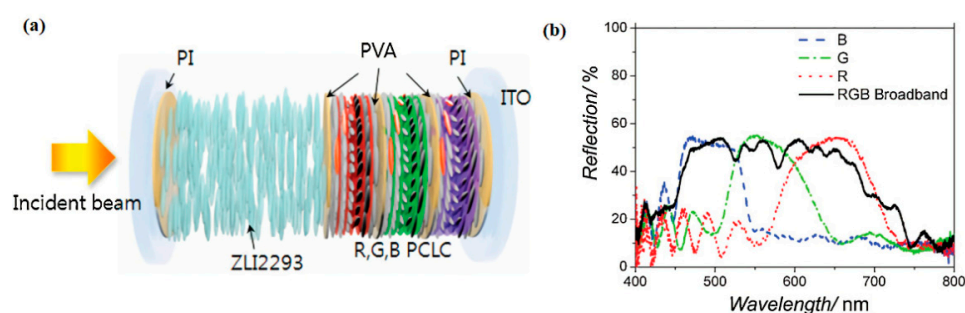 (a)
PI
PVA
PI
ITO
Incident beam
ZLI2293
R,G,B PCLC
(b)
Reflection/ %
100
80
60
40
20
0
B
G
R
RGB Broadband
400
500
600
700
800
Wavelength/ nm